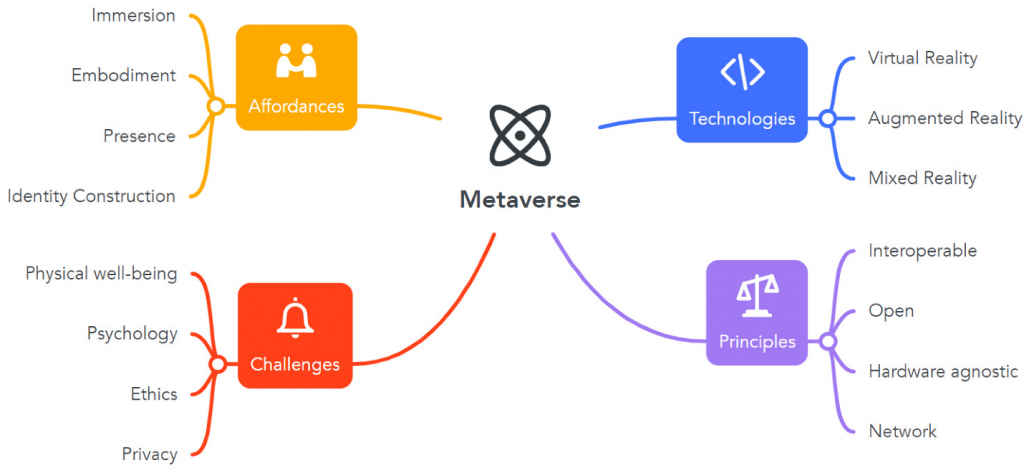 Metaverse
Affordances
Immersion
Embodiment
Presence
Identity Construction
Technologies
Virtual Reality
Augmented Reality
Mixed Reality
Challenges
Physical well-being
Psychology
Ethics
Privacy
Principles
Interoperable
Open
Hardware agnostic
Network